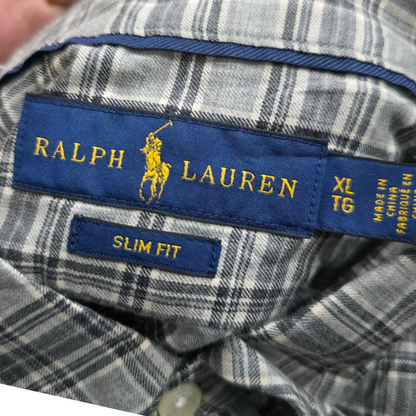 RALPH LAUREN
XL
TG
MADE IN
CHINA
FABRIQUÉ EN
SLIM FIT